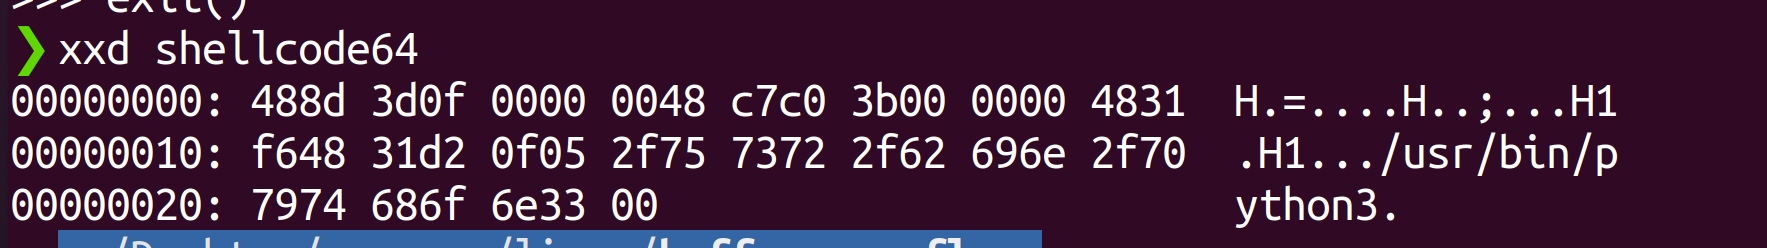 >>> exit()
❯ xxd shellcode64
00000000: 488d 3d0f 0000 0048 c7c0 3b00 0000 4831  H.=....H..;...H1
00000010: f648 31d2 0f05 2f75 7372 2f62 696e 2f70  .H1.../usr/bin/p
00000020: 7974 686f 6e33 00                        ython3.